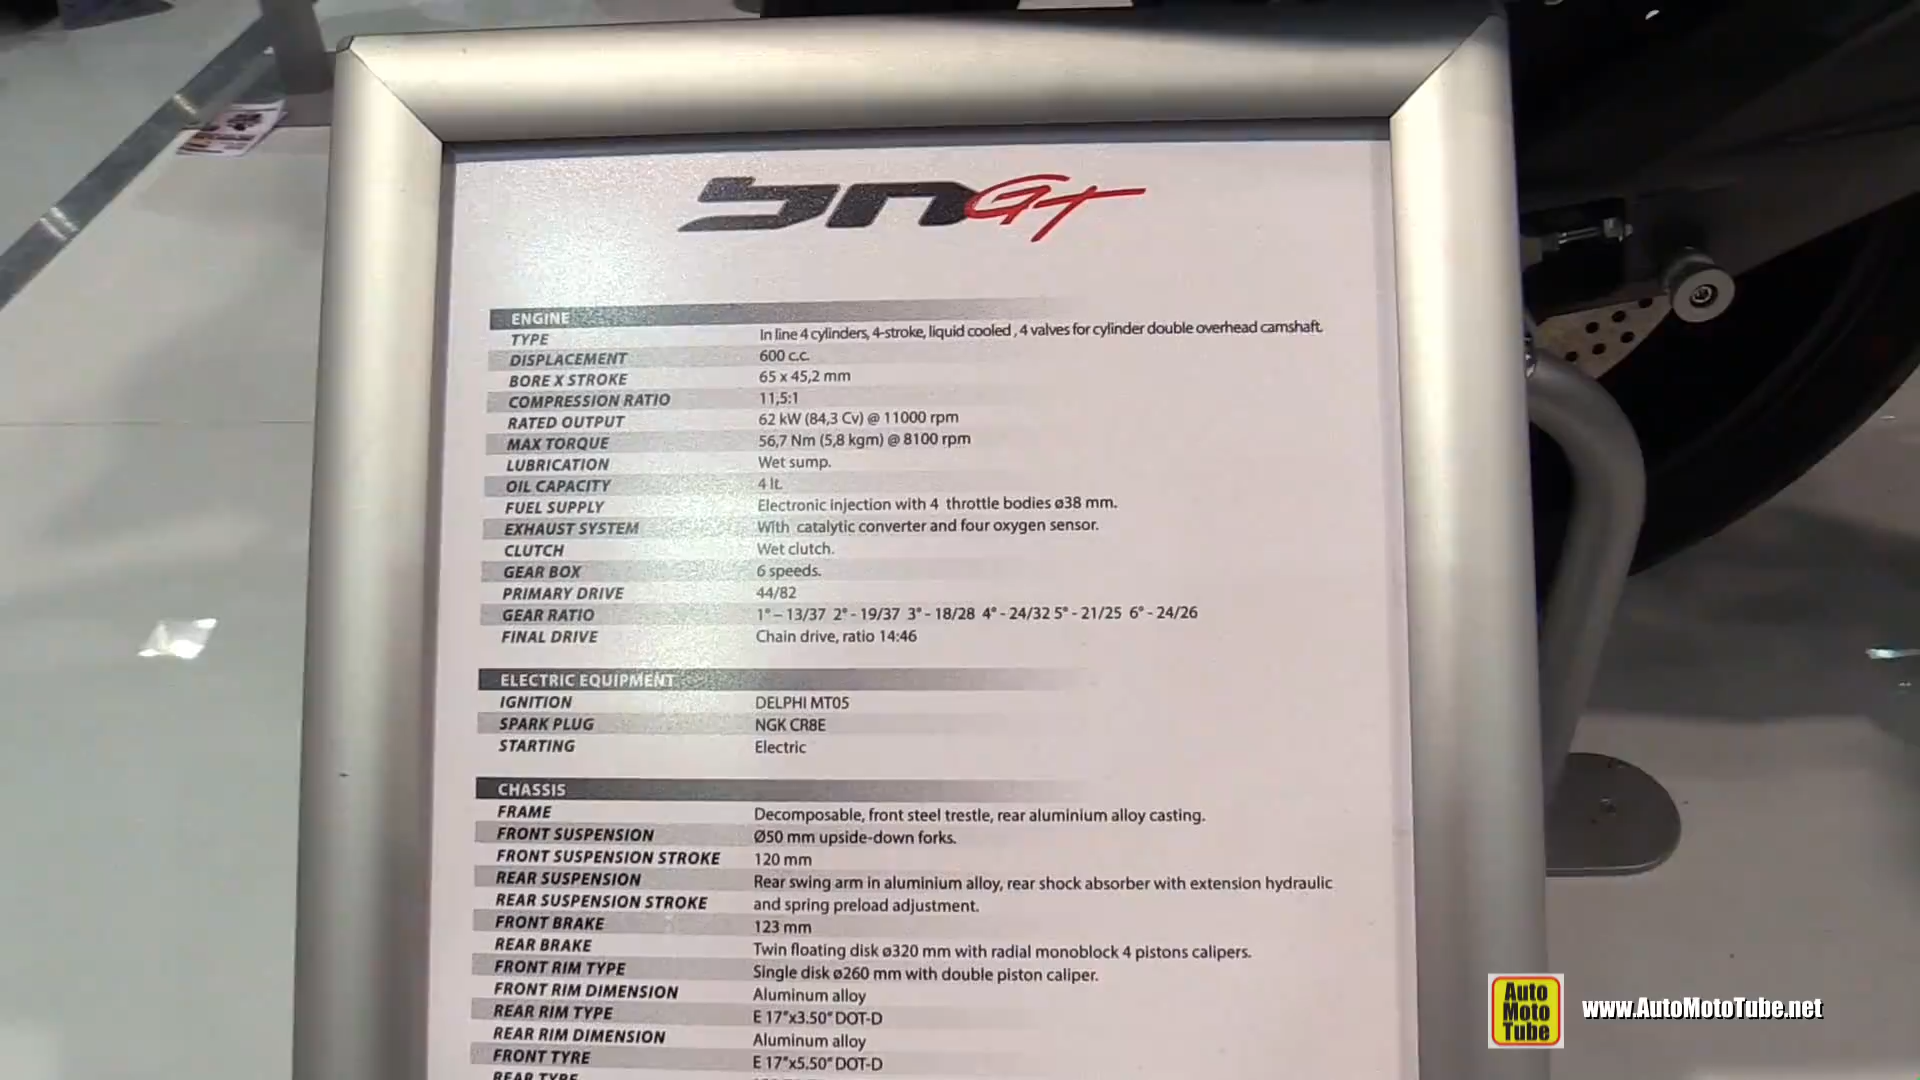 bn GT
ENGINE
TYPE In line 4 cylinders, 4-stroke, liquid cooled , 4 valves for cylinder double overhead camshaft.
DISPLACEMENT 600 c.c.
BORE X STROKE 65 x 45,2 mm
COMPRESSION RATIO 11,5:1
RATED OUTPUT 62 kW (84,3 Cv) @ 11000 rpm
MAX TORQUE 56,7 Nm (5,8 kgm) @ 8100 rpm
LUBRICATION Wet sump.
OIL CAPACITY 4 lt.
FUEL SUPPLY Electronic injection with 4 throttle bodies ø38 mm.
EXHAUST SYSTEM With catalytic converter and four oxygen sensor.
CLUTCH Wet clutch.
GEAR BOX 6 speeds.
PRIMARY DRIVE 44/82
GEAR RATIO 1° – 13/37 2° - 19/37 3° - 18/28 4° - 24/32 5° - 21/25 6° - 24/26
FINAL DRIVE Chain drive, ratio 14:46
ELECTRIC EQUIPMENT
IGNITION DELPHI MT05
SPARK PLUG NGK CR8E
STARTING Electric
CHASSIS
FRAME Decomposable, front steel trestle, rear aluminium alloy casting.
FRONT SUSPENSION Ø50 mm upside-down forks.
FRONT SUSPENSION STROKE 120 mm
REAR SUSPENSION Rear swing arm in aluminium alloy, rear shock absorber with extension hydraulic
REAR SUSPENSION STROKE and spring preload adjustment.
FRONT BRAKE 123 mm
REAR BRAKE Twin floating disk ø320 mm with radial monoblock 4 pistons calipers.
FRONT RIM TYPE Single disk ø260 mm with double piston caliper.
FRONT RIM DIMENSION Aluminum alloy
REAR RIM TYPE E 17"x3.50" DOT-D
REAR RIM DIMENSION Aluminum alloy
FRONT TYRE E 17"x5.50" DOT-D
REAR TYRE
Auto
Moto
Tube
www.AutoMotoTube.net